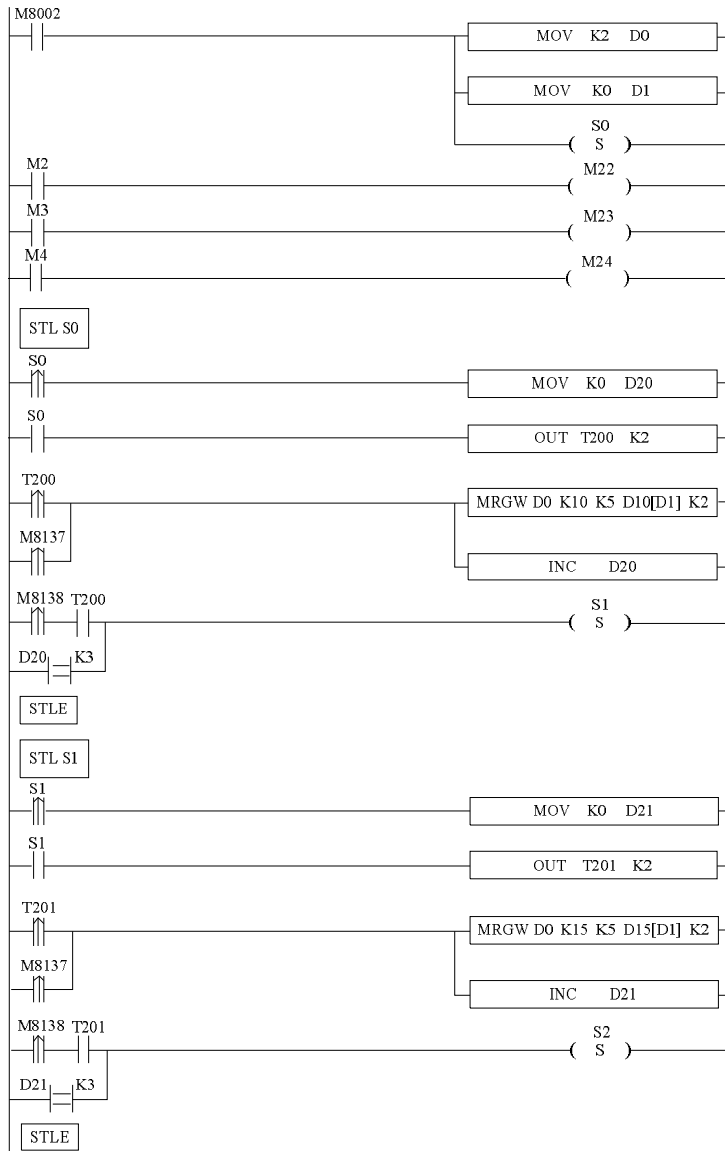 M8002
MOV K2 D0
MOV K0 D1
S0
( S )
M2
M22
M3
M23
M4
M24
STL S0
S0
MOV K0 D20
S0
OUT T200 K2
T200
MRGW D0 K10 K5 D10[D1] K2
M8137
INC D20
M8138 T200
S1
( S )
D20 = K3
STLE
STL S1
S1
MOV K0 D21
S1
OUT T201 K2
T201
MRGW D0 K15 K5 D15[D1] K2
M8137
INC D21
M8138 T201
S2
( S )
D21 = K3
STLE